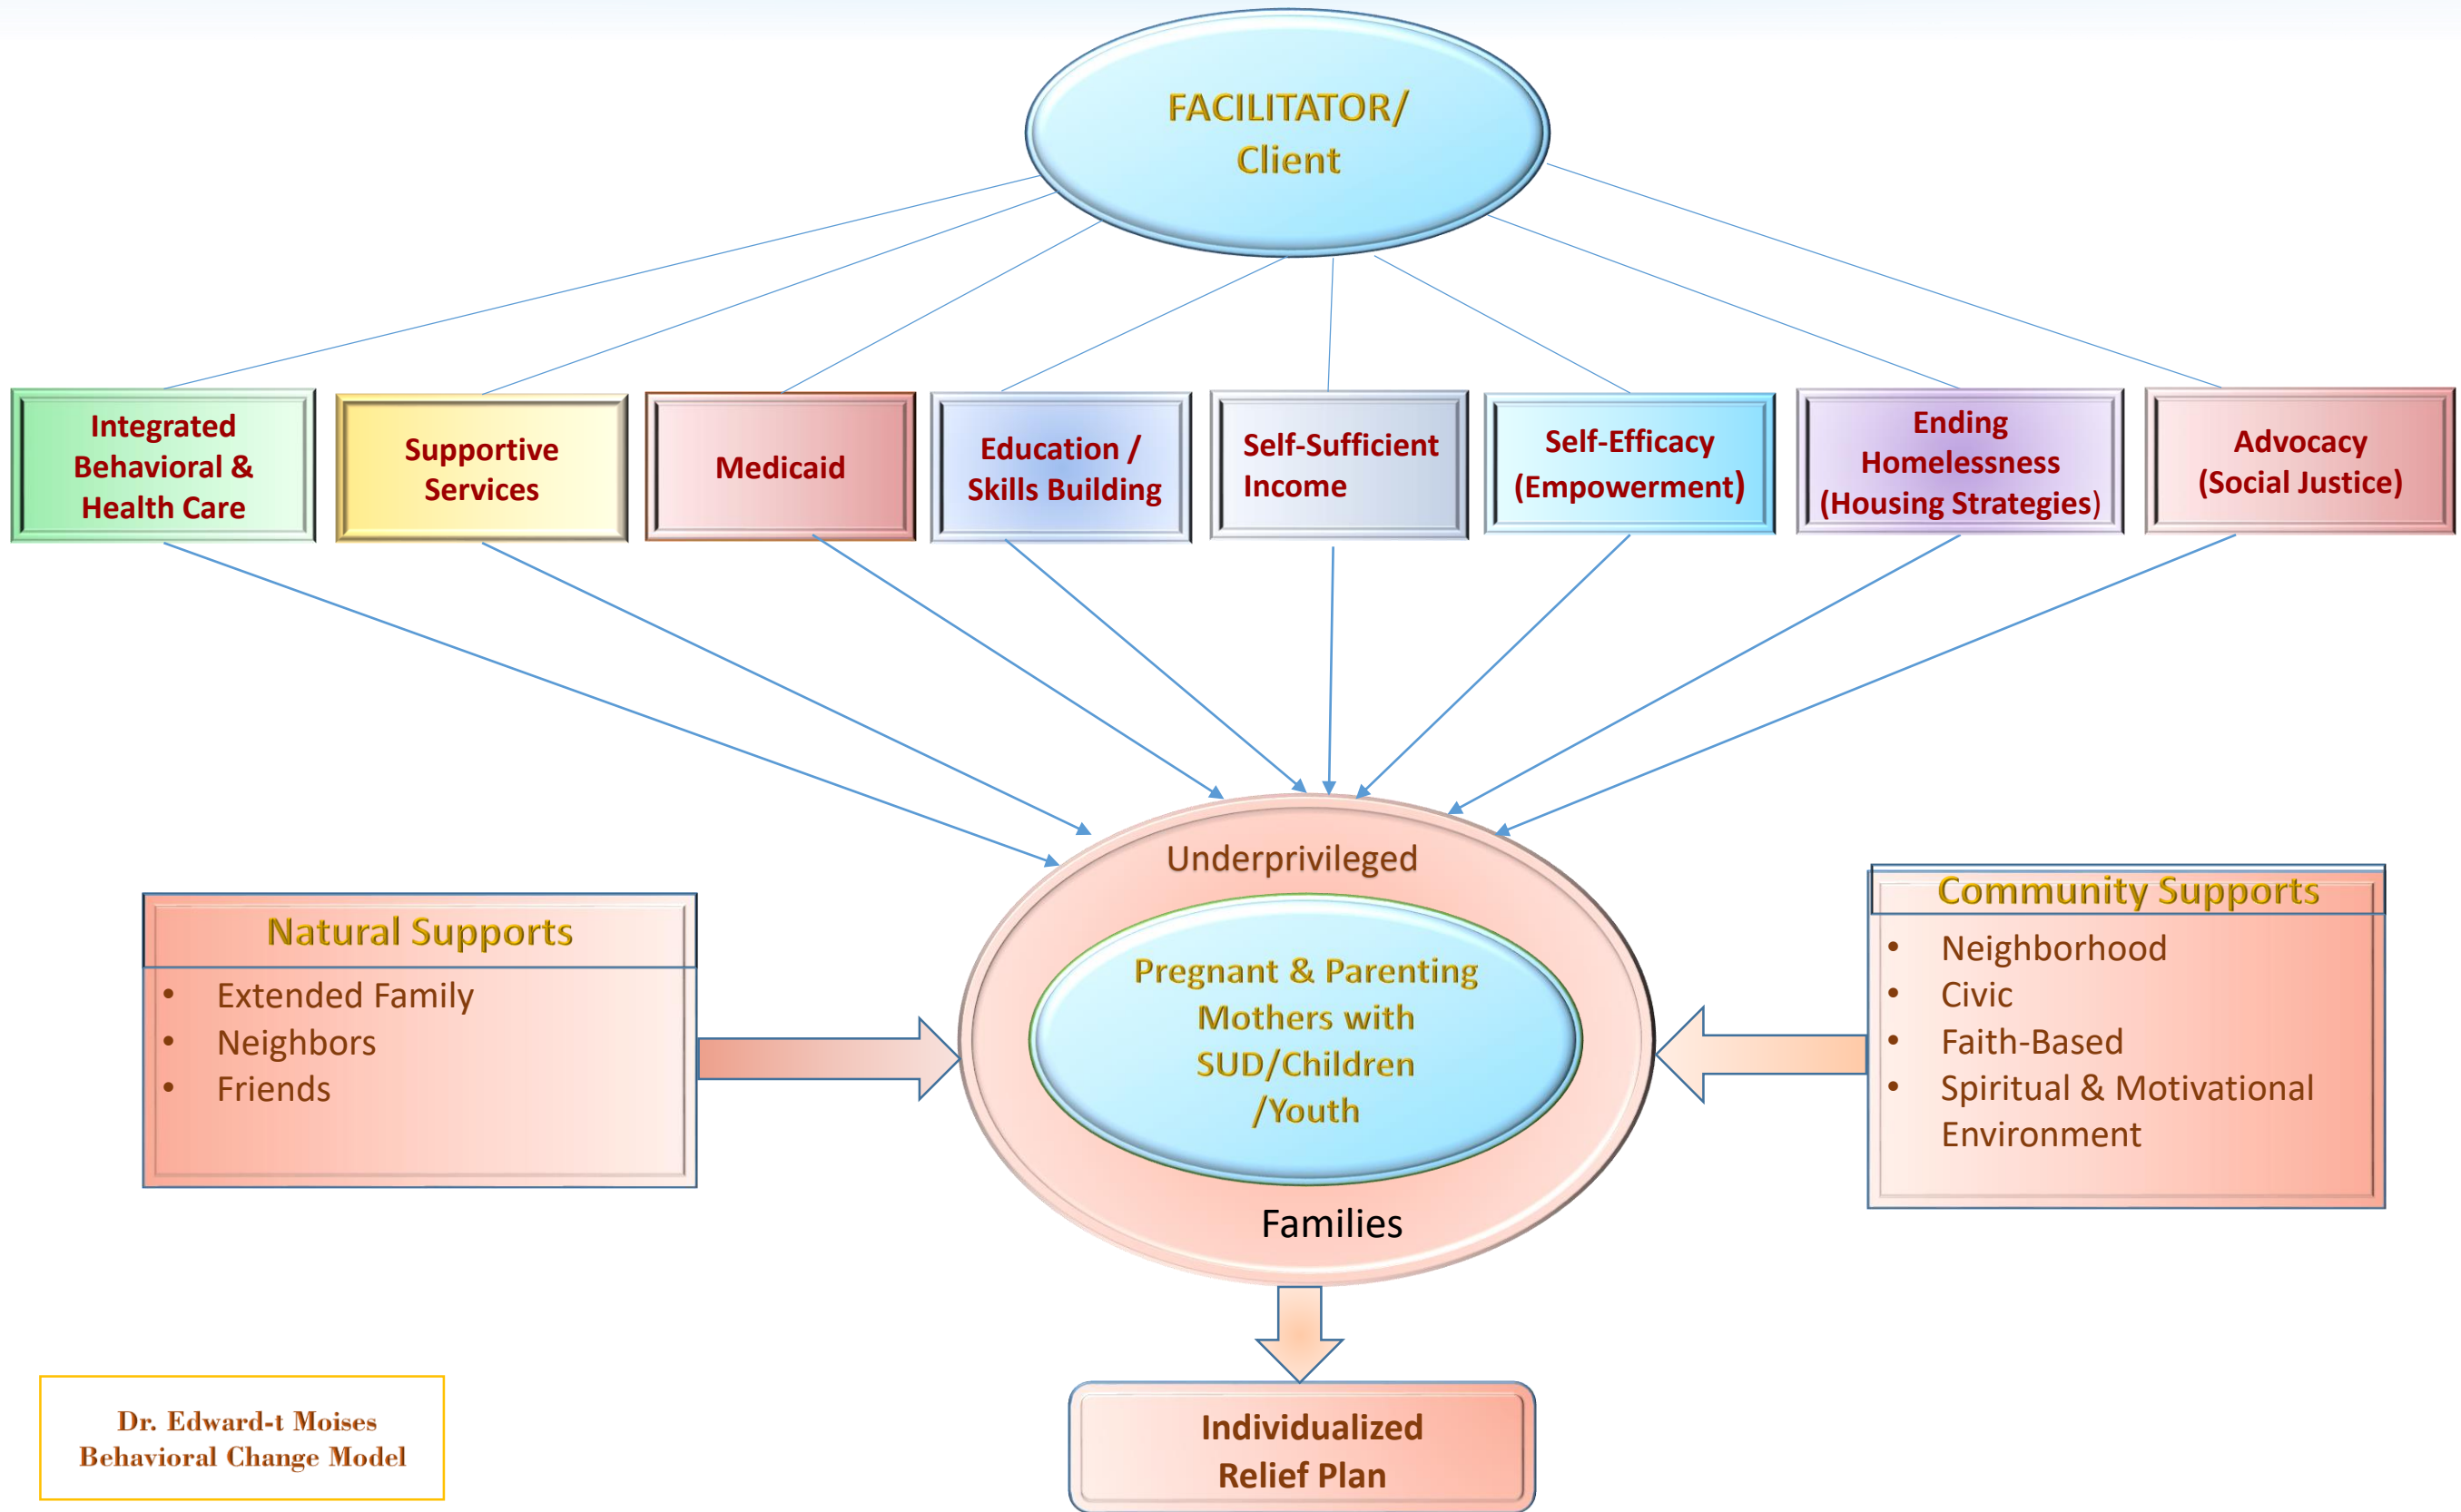 FACILITATOR/
Client
Integrated
Behavioral &
Health Care
Supportive
Services
Medicaid
Education /
Skills Building
Self-Sufficient
Income
Self-Efficacy
(Empowerment)
Ending
Homelessness
(Housing Strategies)
Advocacy
(Social Justice)
Underprivileged
Pregnant & Parenting
Mothers with
SUD/Children
/Youth
Families
Natural Supports
• Extended Family
• Neighbors
• Friends
Community Supports
• Neighborhood
• Civic
• Faith-Based
• Spiritual & Motivational
Environment
Individualized
Relief Plan
Dr. Edward-t Moises
Behavioral Change Model